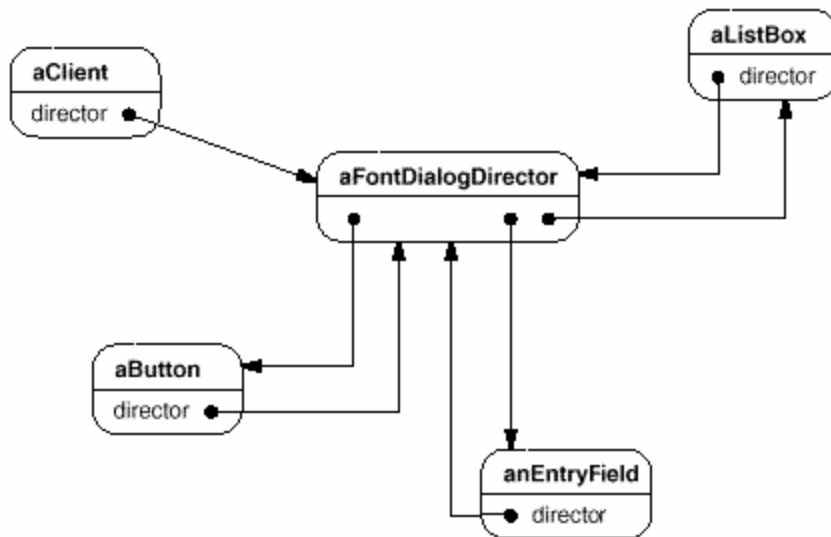 aListBox
director
aClient
director
aFontDialogDirector
aButton
director
anEntryField
director